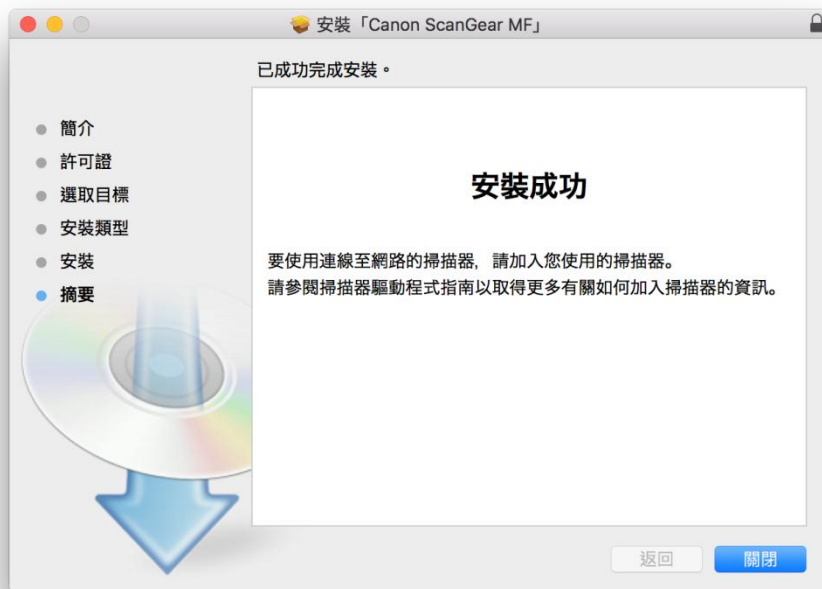 安裝「Canon ScanGear MF」
已成功完成安裝。
簡介
許可證
選取目標
安裝類型
安裝
摘要
安裝成功
要使用連線至網路的掃描器，請加入您使用的掃描器。
請參閱掃描器驅動程式指南以取得更多有關如何加入掃描器的資訊。
返回
關閉